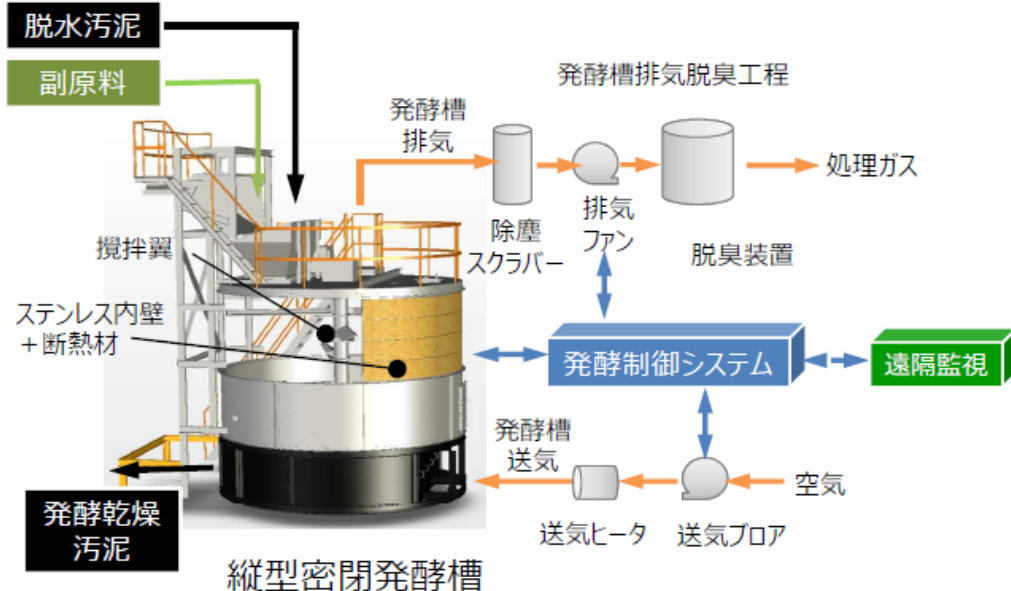 脱水汚泥
副原料
発酵槽排気脱臭工程
発酵槽
排気
処理ガス
除塵
スクラバー
排気
ファン
脱臭装置
攪拌翼
ステンレス内壁
+断熱材
発酵制御システム
遠隔監視
発酵槽
送気
空気
送気ヒータ
送気ブロア
発酵乾燥
汚泥
縦型密閉発酵槽